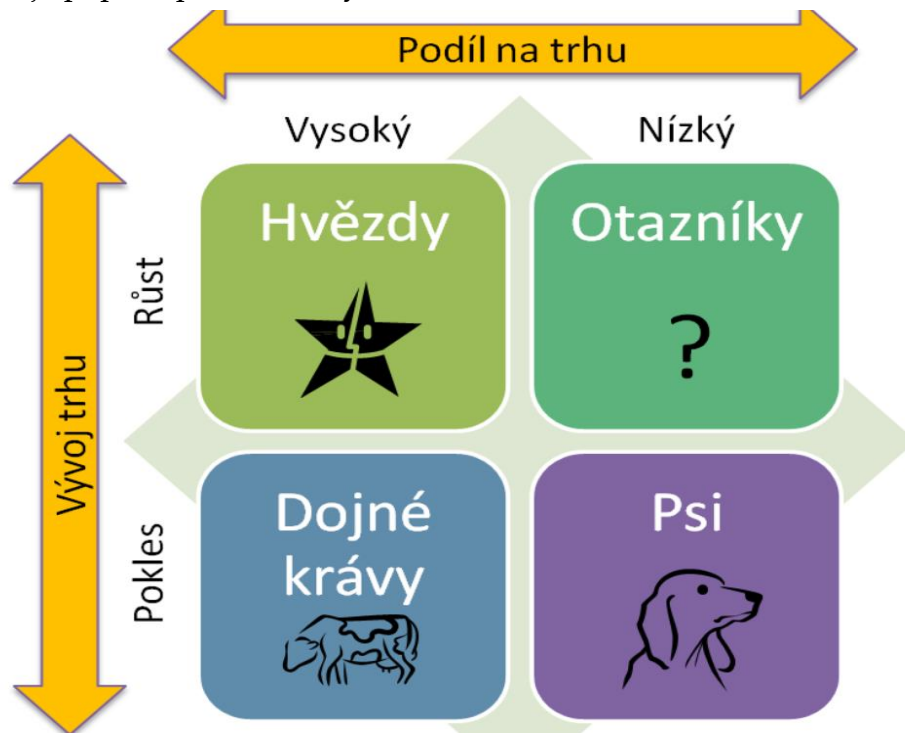 Podíl na trhu
Vysoký
Nízký
Hvězdy
Otazníky
?
Růst
Vývoj trhu
Pokles
Dojné
krávy
Psi